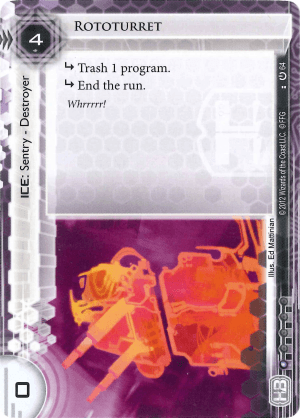 ROTOTURRET
4
↳ Trash 1 program.
↳ End the run.
Whrrrrr!
ICE: Sentry - Destroyer
64
© 2012 Wizards of the Coast LLC. © FFG
Illus. Ed Mattinian
0
HB